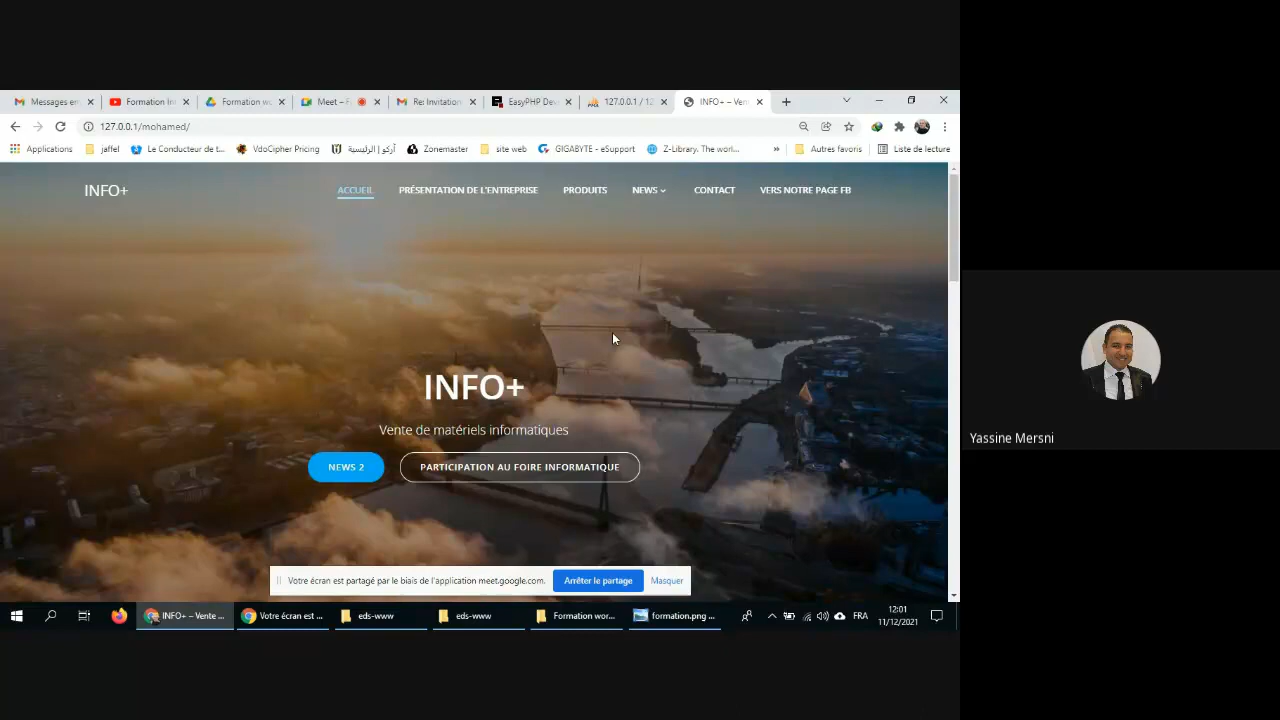 Messages en
Formation In
Formation wo
Meet – F
Re: Invitation
EasyPHP Dev
127.0.0.1 / 12
INFO+ – Ven
127.0.0.1/mohamed/
Applications
jaffel
Le Conducteur de t...
VdoCipher Pricing
أركو | الرئيسية
Zonemaster
site web
GIGABYTE - eSupport
Z-Library. The worl...
»
Autres favoris
Liste de lecture
INFO+
ACCUEIL
PRÉSENTATION DE L'ENTREPRISE
PRODUITS
NEWS
CONTACT
VERS NOTRE PAGE FB
INFO+
Vente de matériels informatiques
NEWS 2
PARTICIPATION AU FOIRE INFORMATIQUE
Yassine Mersni
Votre écran est partagé par le biais de l'application meet.google.com.
Arrêter le partage
Masquer
INFO+ – Vente ...
Votre écran est ...
eds-www
eds-www
Formation wor...
formation.png ...
FRA
12:01
11/12/2021